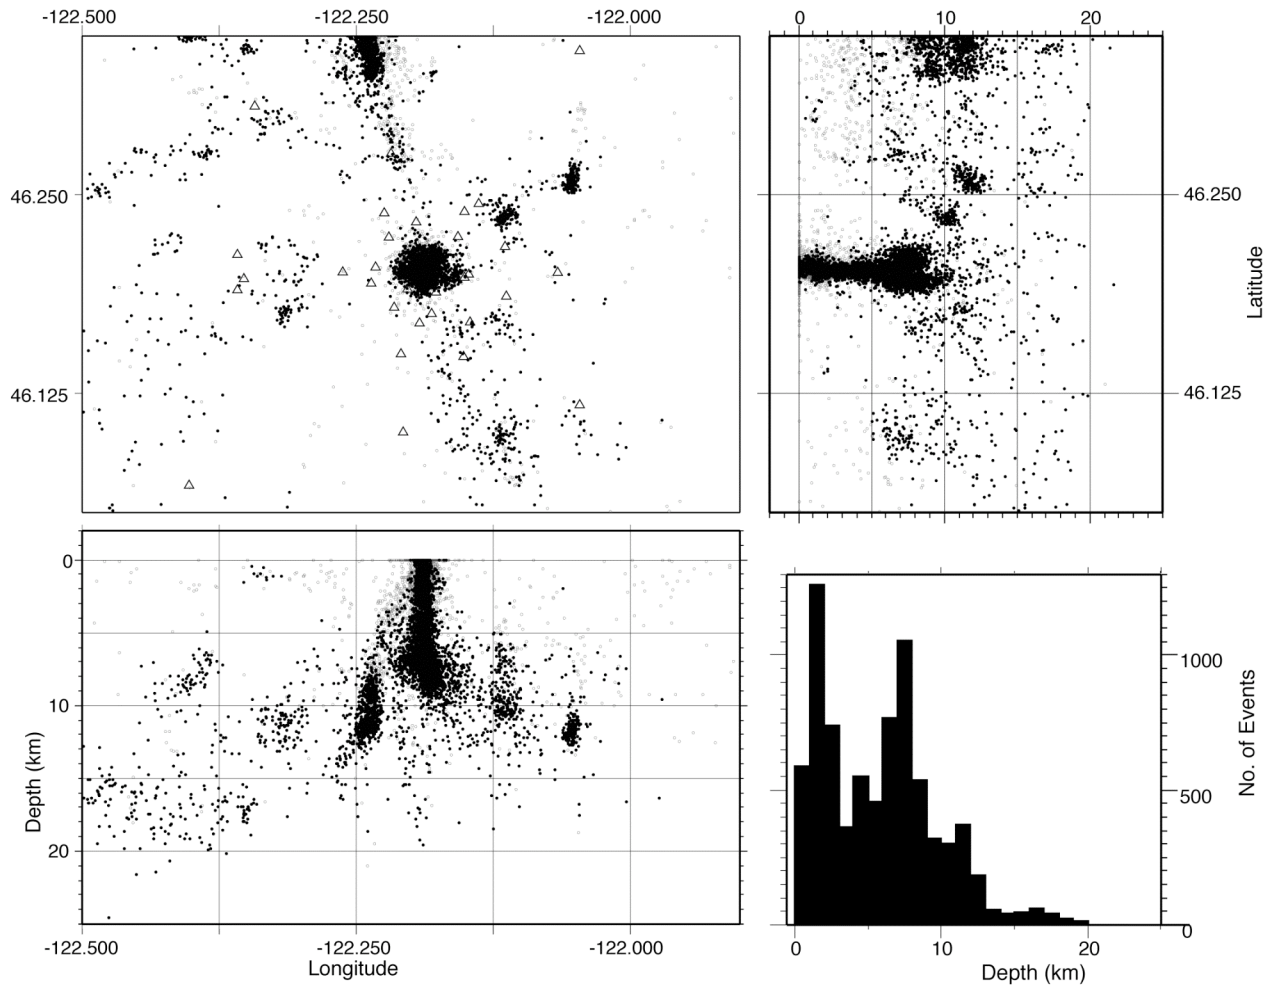 -122.500 -122.250 -122.000 0 10 20
46.250 46.250
Latitude
46.125 46.125
0
10
20
Depth (km)
1000
500
0
No. of Events
-122.500 -122.250 -122.000 0 10 20
Longitude Depth (km)